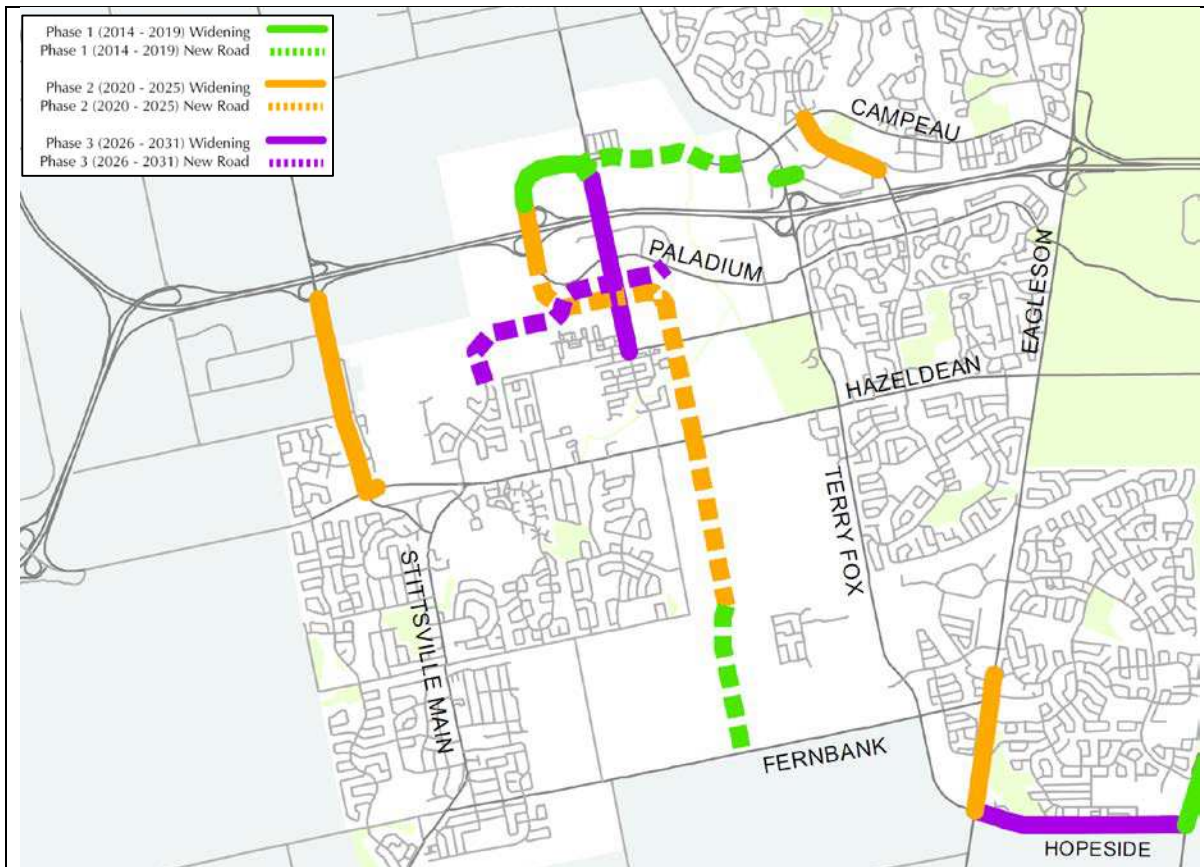 Phase 1 (2014 - 2019) Widening
Phase 1 (2014 - 2019) New Road
Phase 2 (2020 - 2025) Widening
Phase 2 (2020 - 2025) New Road
Phase 3 (2026 - 2031) Widening
Phase 3 (2026 - 2031) New Road
CAMPEAU
PALADIUM
EAGLESON
HAZELDEAN
TERRY FOX
STITTSVILLE MAIN
FERNBANK
HOPESIDE